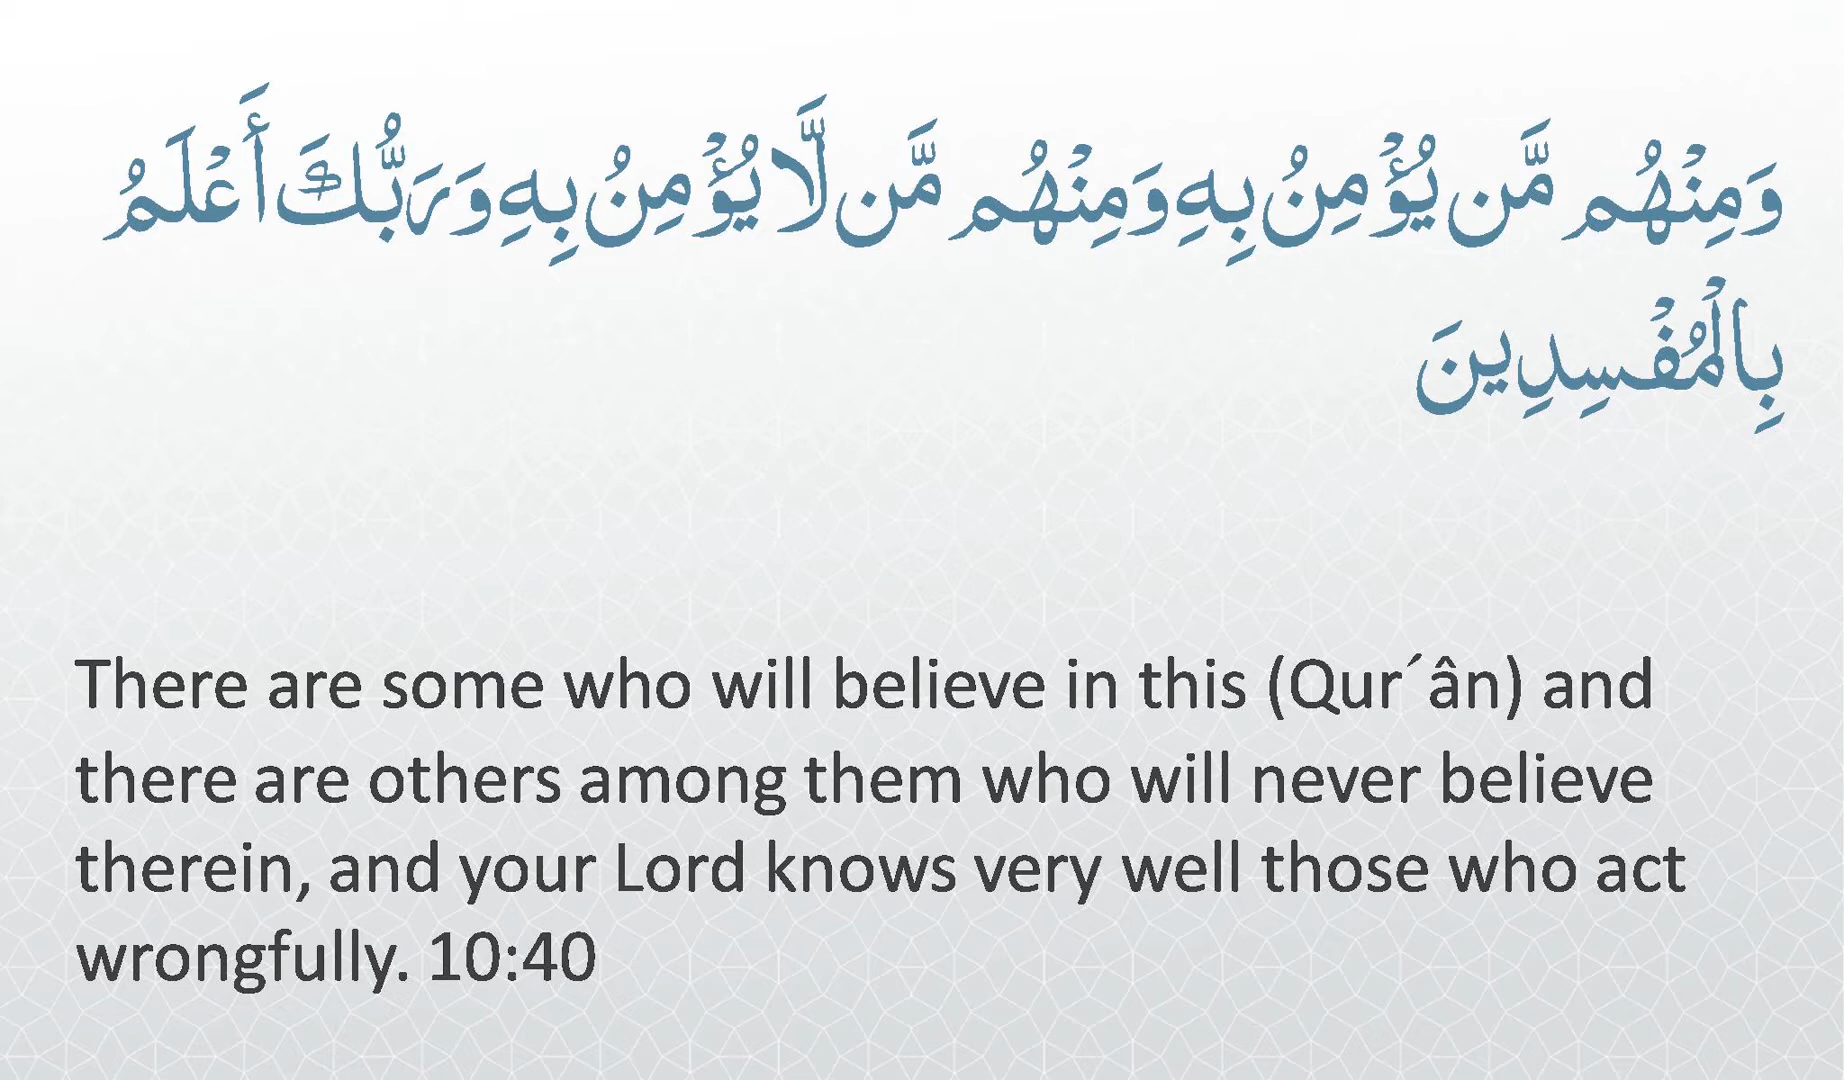 وَمِنْهُم مَّن يُؤْمِنُ بِهِ وَمِنْهُم مَّن لَّا يُؤْمِنُ بِهِ وَرَبُّكَ أَعْلَمُ
بِالْمُفْسِدِينَ
There are some who will believe in this (Qur´ân) and
there are others among them who will never believe
therein, and your Lord knows very well those who act
wrongfully. 10:40